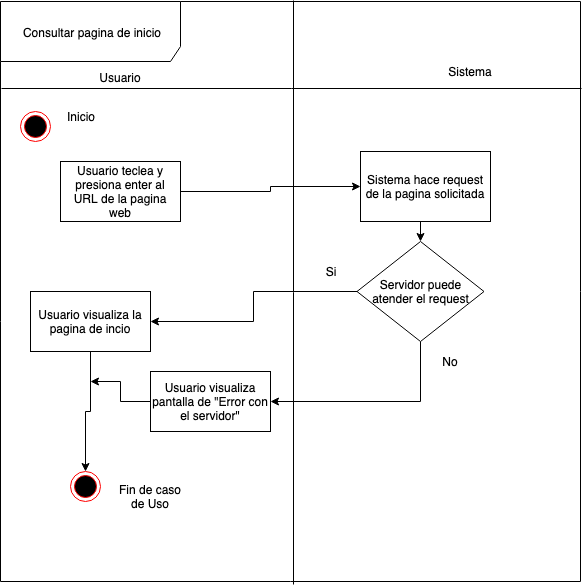 Consultar pagina de inicio
Usuario
Sistema
Inicio
Usuario teclea y
presiona enter al
URL de la pagina
web
Sistema hace request
de la pagina solicitada
Si
Servidor puede
atender el request
Usuario visualiza la
pagina de incio
No
Usuario visualiza
pantalla de "Error con
el servidor"
Fin de caso
de Uso